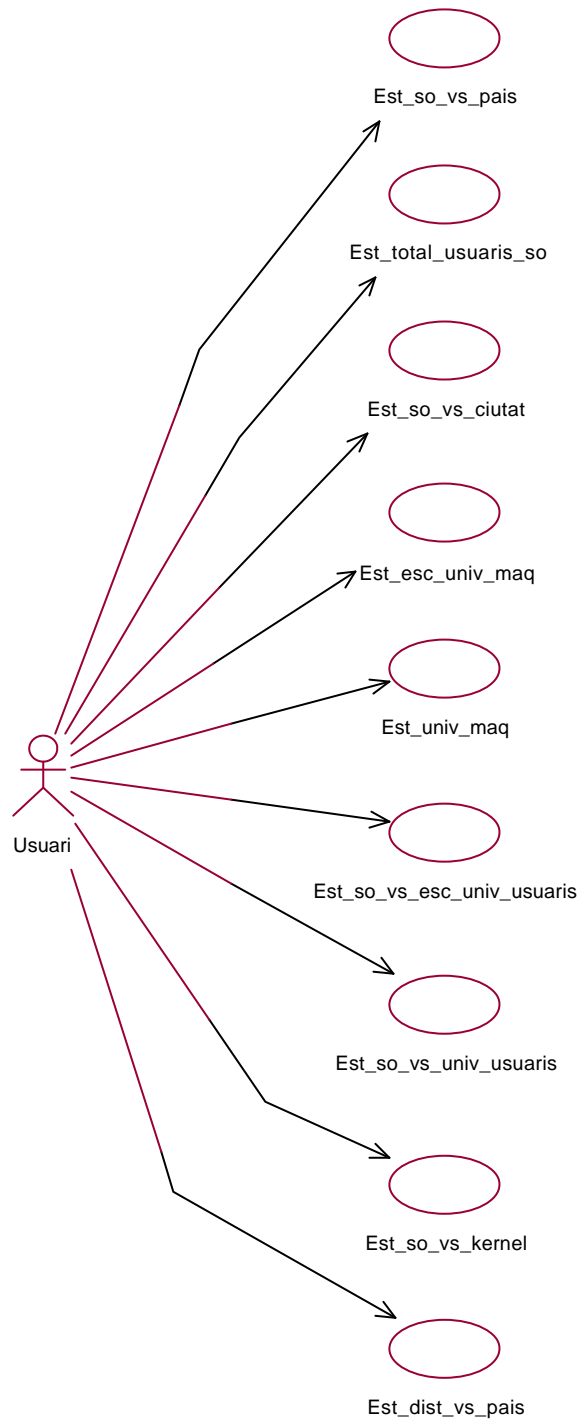 Est_so_vs_pais
Est_total_usuaris_so
Est_so_vs_ciutat
Est_esc_univ_maq
Est_univ_maq
Usuari
Est_so_vs_esc_univ_usuaris
Est_so_vs_univ_usuaris
Est_so_vs_kernel
Est_dist_vs_pais